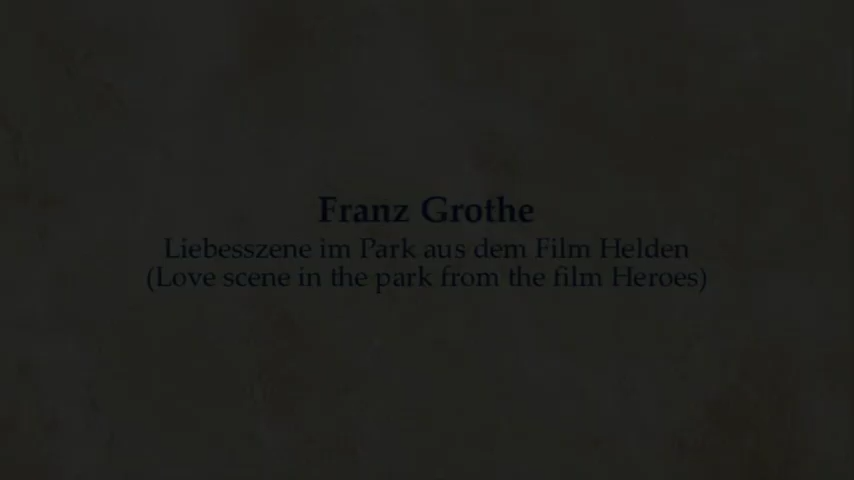 Franz Grothe
Liebesszene im Park aus dem Film Helden
(Love scene in the park from the film Heroes)